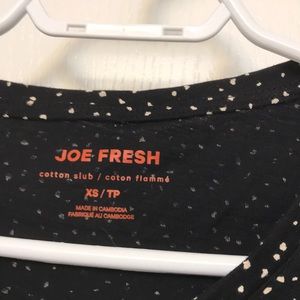 JOE FRESH
cotton slub / coton flammé
XS / TP
MADE IN CAMBODIA
FABRIQUÉ AU CAMBODGE